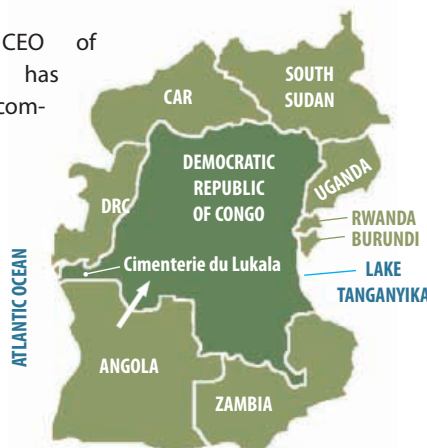 CEO of
has
com-
CAR
SOUTH
SUDAN
DEMOCRATIC
REPUBLIC
OF CONGO
UGANDA
DRC
RWANDA
BURUNDI
Cimenterie du Lukala
LAKE
TANGANYIKA
ATLANTIC OCEAN
ANGOLA
ZAMBIA